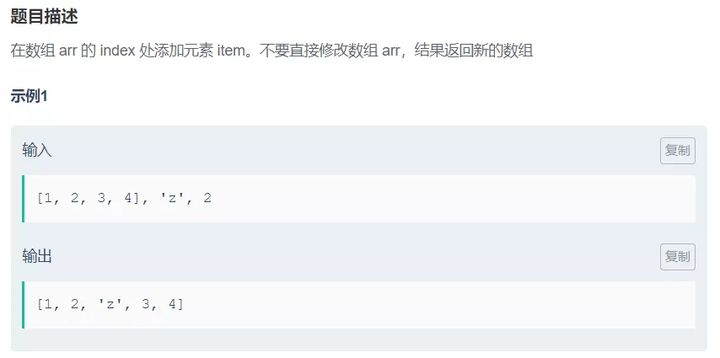 题目描述
在数组 arr 的 index 处添加元素 item。不要直接修改数组 arr，结果返回新的数组
示例1
输入
复制
[1, 2, 3, 4], 'z', 2
输出
复制
[1, 2, 'z', 3, 4]